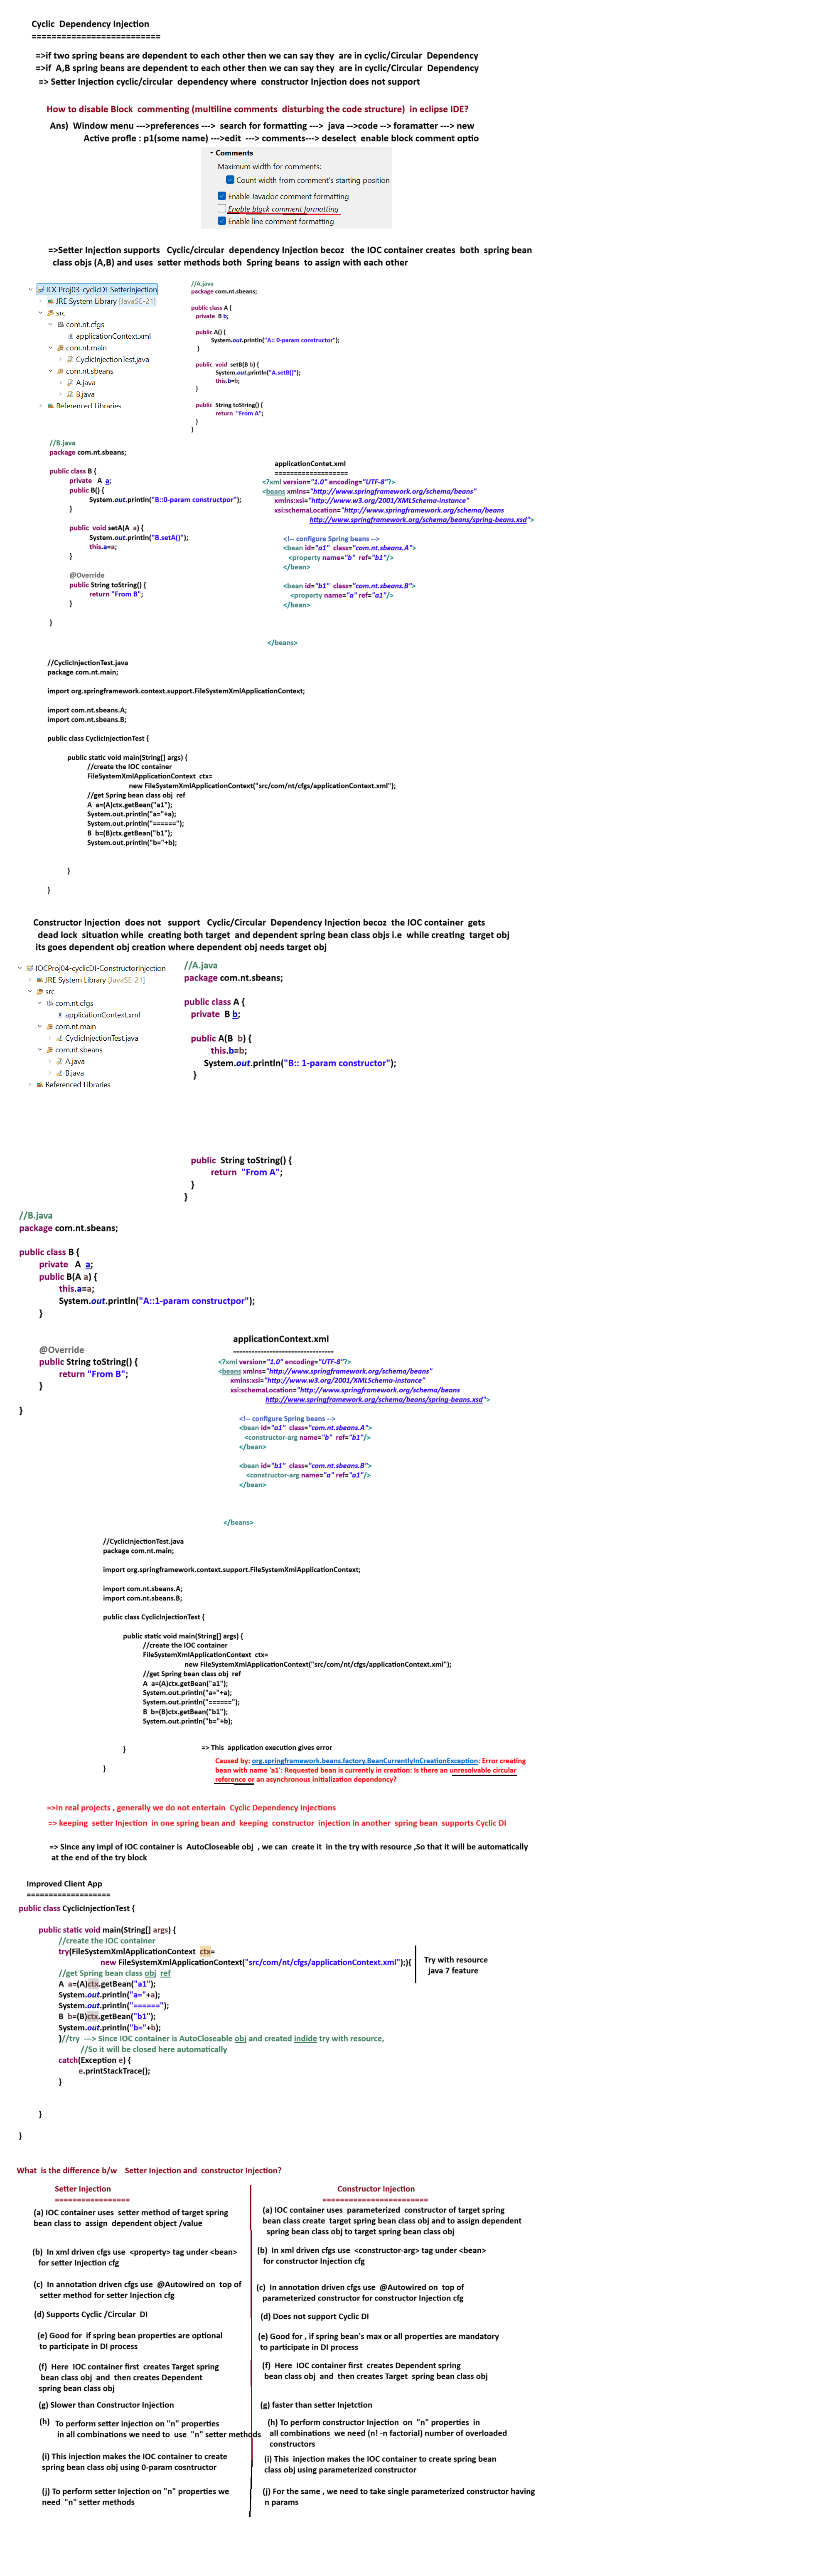 Cyclic  Dependency Injection
==========================
=>if two spring beans are dependent to each other then we can say they  are in cyclic/Circular  Dependency
=>if  A,B spring beans are dependent to each other then we can say they  are in cyclic/Circular  Dependency
=> Setter Injection cyclic/circular  dependency where  constructor Injection does not support
How to disable Block  commenting (multiline comments  disturbing the code structure)  in eclipse IDE?
Ans)  Window menu --->preferences --->  search for formatting --->  java -->code --> foramatter ---> new
Active profle : p1(some name) --->edit  ---> comments---> deselect  enable block comment optio
Comments
Maximum width for comments:
Count width from comment's starting position
Enable Javadoc comment formatting
Enable block comment formatting
Enable line comment formatting
=>Setter Injection supports   Cyclic/circular  dependency Injection becoz   the IOC container creates  both  spring bean
class objs (A,B) and uses  setter methods both  Spring beans  to assign with each other
IOCProj03-cyclicDI-SetterInjection
JRE System Library [JavaSE-21]
src
com.nt.cfgs
applicationContext.xml
com.nt.main
CyclicInjectionTest.java
com.nt.sbeans
A.java
B.java
Referenced Libraries
//A.java
package com.nt.sbeans;
public class A {
private  B b;
public A() {
System.out.println("A:: 0-param constructor");
}
public  void  setB(B b) {
System.out.println("A.setB()");
this.b=b;
}
public  String toString() {
return  "From A";
}
}
//B.java
package com.nt.sbeans;
public class B {
private   A  a;
public B() {
System.out.println("B::0-param constructpor");
}
public  void setA(A  a) {
System.out.println("B.setA()");
this.a=a;
}
@Override
public String toString() {
return "From B";
}
}
applicationContet.xml
===================
<?xml version="1.0" encoding="UTF-8"?>
<beans xmlns="http://www.springframework.org/schema/beans"
xmlns:xsi="http://www.w3.org/2001/XMLSchema-instance"
xsi:schemaLocation="http://www.springframework.org/schema/beans
http://www.springframework.org/schema/beans/spring-beans.xsd">
<!-- configure Spring beans -->
<bean id="a1"  class="com.nt.sbeans.A">
<property name="b"  ref="b1"/>
</bean>
<bean id="b1"  class="com.nt.sbeans.B">
<property name="a" ref="a1"/>
</bean>
</beans>
//CyclicInjectionTest.java
package com.nt.main;
import org.springframework.context.support.FileSystemXmlApplicationContext;
import com.nt.sbeans.A;
import com.nt.sbeans.B;
public class CyclicInjectionTest {
public static void main(String[] args) {
//create the IOC container
FileSystemXmlApplicationContext  ctx=
new FileSystemXmlApplicationContext("src/com/nt/cfgs/applicationContext.xml");
//get Spring bean class obj  ref
A  a=(A)ctx.getBean("a1");
System.out.println("a="+a);
System.out.println("======");
B  b=(B)ctx.getBean("b1");
System.out.println("b="+b);
}
}
Constructor Injection  does not   support   Cyclic/Circular  Dependency Injection becoz  the IOC container  gets
dead lock  situation while  creating both target  and dependent spring bean class objs i.e  while creating  target obj
its goes dependent obj creation where dependent obj needs target obj
IOCProj04-cyclicDI-ConstructorInjection
JRE System Library [JavaSE-21]
src
com.nt.cfgs
applicationContext.xml
com.nt.main
CyclicInjectionTest.java
com.nt.sbeans
A.java
B.java
Referenced Libraries
//A.java
package com.nt.sbeans;
public class A {
private  B b;
public A(B  b) {
this.b=b;
System.out.println("B:: 1-param constructor");
}
public  String toString() {
return  "From A";
}
}
//B.java
package com.nt.sbeans;
public class B {
private   A  a;
public B(A a) {
this.a=a;
System.out.println("A::1-param constructpor");
}
@Override
public String toString() {
return "From B";
}
}
applicationContext.xml
---------------------------------
<?xml version="1.0" encoding="UTF-8"?>
<beans xmlns="http://www.springframework.org/schema/beans"
xmlns:xsi="http://www.w3.org/2001/XMLSchema-instance"
xsi:schemaLocation="http://www.springframework.org/schema/beans
http://www.springframework.org/schema/beans/spring-beans.xsd">
<!-- configure Spring beans -->
<bean id="a1"  class="com.nt.sbeans.A">
<constructor-arg name="b"  ref="b1"/>
</bean>
<bean id="b1"  class="com.nt.sbeans.B">
<constructor-arg name="a" ref="a1"/>
</bean>
</beans>
//CyclicInjectionTest.java
package com.nt.main;
import org.springframework.context.support.FileSystemXmlApplicationContext;
import com.nt.sbeans.A;
import com.nt.sbeans.B;
public class CyclicInjectionTest {
public static void main(String[] args) {
//create the IOC container
FileSystemXmlApplicationContext  ctx=
new FileSystemXmlApplicationContext("src/com/nt/cfgs/applicationContext.xml");
//get Spring bean class obj  ref
A  a=(A)ctx.getBean("a1");
System.out.println("a="+a);
System.out.println("======");
B  b=(B)ctx.getBean("b1");
System.out.println("b="+b);
}
}
=> This  application execution gives error
Caused by: org.springframework.beans.factory.BeanCurrentlyInCreationException: Error creating
bean with name 'a1': Requested bean is currently in creation: Is there an unresolvable circular
reference or an asynchronous initialization dependency?
=>In real projects , generally we do not entertain  Cyclic Dependency Injections
=> keeping  setter Injection  in one spring bean and  keeping  constructor  injection in another  spring bean  supports Cyclic DI
=> Since any impl of IOC container is  AutoCloseable obj  , we can  create it  in the try with resource ,So that it will be automatically
at the end of the try block
Improved Client App
===================
public class CyclicInjectionTest {
public static void main(String[] args) {
//create the IOC container
try(FileSystemXmlApplicationContext  ctx=
new FileSystemXmlApplicationContext("src/com/nt/cfgs/applicationContext.xml");){
//get Spring bean class obj  ref
A  a=(A)ctx.getBean("a1");
System.out.println("a="+a);
System.out.println("======");
B  b=(B)ctx.getBean("b1");
System.out.println("b="+b);
}//try  ---> Since IOC container is AutoCloseable obj and created indide try with resource,
//So it will be closed here automatically
catch(Exception e) {
e.printStackTrace();
}
}
}
Try with resource
java 7 feature
What  is the difference b/w    Setter Injection and  constructor Injection?
Setter Injection
=================
(a) IOC container uses  setter method of target spring
bean class to  assign  dependent object /value
(b)  In xml driven cfgs use  <property> tag under <bean>
for setter Injection cfg
(c)  In annotation driven cfgs use  @Autowired on  top of
setter method for setter Injection cfg
(d) Supports Cyclic /Circular  DI
(e) Good for  if spring bean properties are optional
to participate in DI process
(f)  Here  IOC container first  creates Target spring
bean class obj  and  then creates Dependent
spring bean class obj
(g) Slower than Constructor Injection
(h)  To perform setter injection on "n" properties
in all combinations we need to  use  "n" setter methods
(i) This injection makes the IOC container to create
spring bean class obj using 0-param cosntructor
(j) To perform setter Injection on "n" properties we
need  "n" setter methods
Constructor Injection
========================
(a) IOC container uses  parameterized  constructor of target spring
bean class create  target spring bean class obj and to assign dependent
spring bean class obj to target spring bean class obj
(b)  In xml driven cfgs use  <constructor-arg> tag under <bean>
for constructor Injection cfg
(c)  In annotation driven cfgs use  @Autowired on  top of
parameterized constructor for constructor Injection cfg
(d) Does not support Cyclic DI
(e) Good for , if spring bean's max or all properties are mandatory
to participate in DI process
(f)  Here  IOC container first  creates Dependent spring
bean class obj  and  then creates Target  spring bean class obj
(g) faster than setter Injetction
(h) To perform constructor Injection  on  "n" properties  in
all combinations  we need (n! -n factorial) number of overloaded
constructors
(i) This  injection makes the IOC container to create spring bean
class obj using parameterized constructor
(j) For the same , we need to take single parameterized constructor having
n params